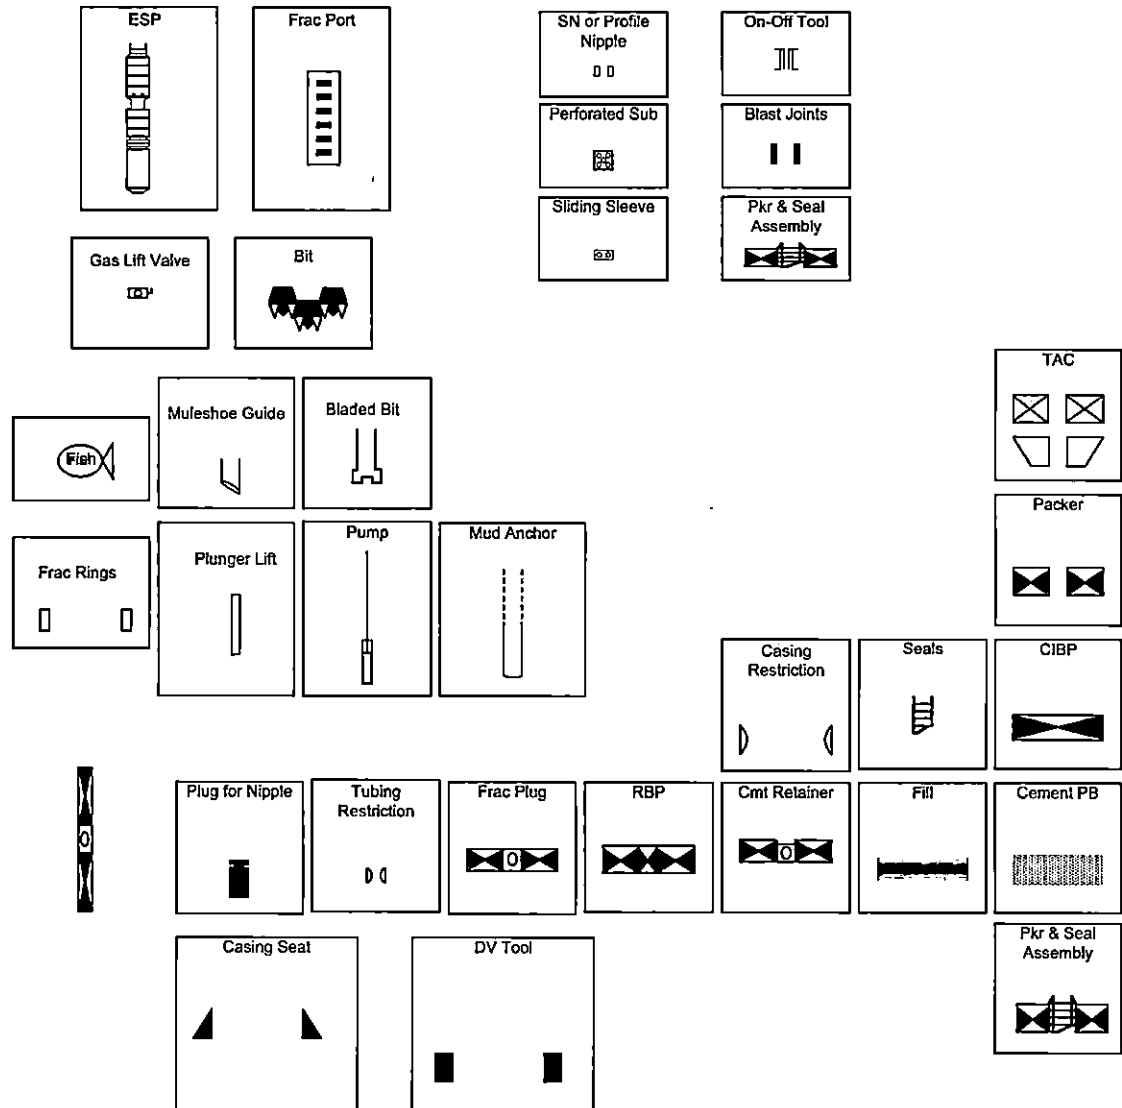 ESP
Frac Port
SN or Profile
Nipple
On-Off Tool
Perforated Sub
Blast Joints
Sliding Sleeve
Pkr & Seal
Assembly
Gas Lift Valve
Bit
TAC
Muleshoe Guide
Bladed Bit
Fish
Packer
Frac Rings
Plunger Lift
Pump
Mud Anchor
Casing
Restriction
Seals
CIBP
Plug for Nipple
Tubing
Restriction
Frac Plug
RBP
Cmt Retainer
Fill
Cement PB
Casing Seat
DV Tool
Pkr & Seal
Assembly